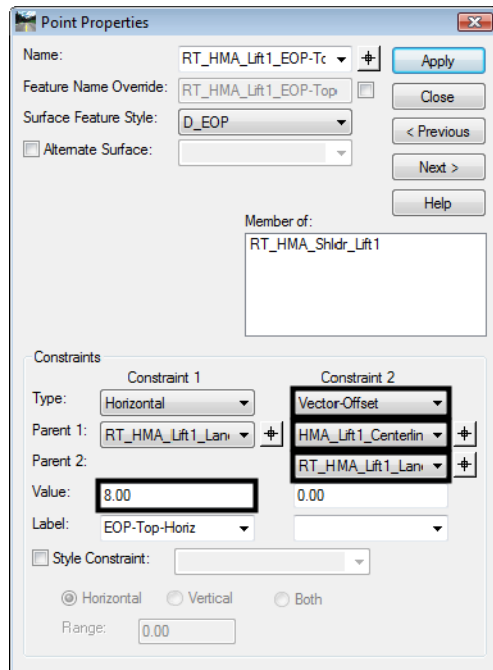 Point Properties
Name: RT_HMA_Lift1_EOP-Tc Apply
Feature Name Override: RT_HMA_Lift1_EOP-Top Close
Surface Feature Style: D_EOP < Previous
Alternate Surface: Next >
Help
Member of:
RT_HMA_Shldr_Lift1
Constraints
Constraint 1 Constraint 2
Type: Horizontal Vector-Offset
Parent 1: RT_HMA_Lift1_Lan HMA_Lift1_Centerlin
Parent 2: RT_HMA_Lift1_Lan
Value: 8.00 0.00
Label: EOP-Top-Horiz
Style Constraint:
Horizontal Vertical Both
Range: 0.00